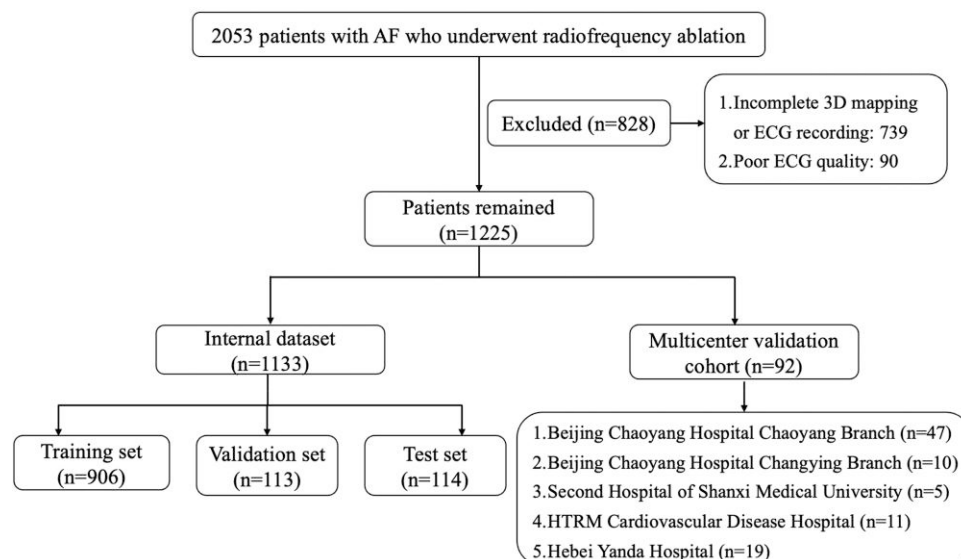 2053 patients with AF who underwent radiofrequency ablation
Excluded (n=828)
1.Incomplete 3D mapping
or ECG recording: 739
2.Poor ECG quality: 90
Patients remained
(n=1225)
Internal dataset
(n=1133)
Multicenter validation
cohort (n=92)
Training set
(n=906)
Validation set
(n=113)
Test set
(n=114)
1.Beijing Chaoyang Hospital Chaoyang Branch (n=47)
2.Beijing Chaoyang Hospital Changying Branch (n=10)
3.Second Hospital of Shanxi Medical University (n=5)
4.HTRM Cardiovascular Disease Hospital (n=11)
5.Hebei Yanda Hospital (n=19)